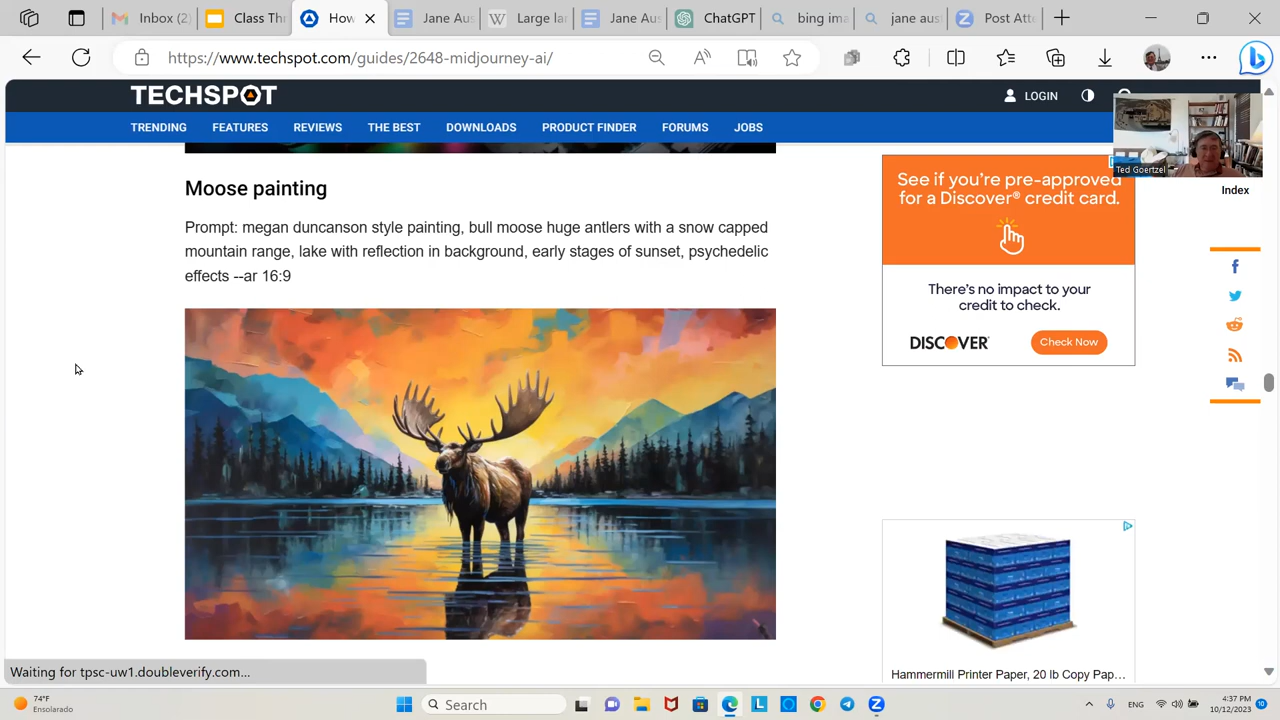 Inbox (2)
Class Thr
How
Jane Aus
Large lan
Jane Aus
ChatGPT
bing ima
jane aus
Post Atte
https://www.techspot.com/guides/2648-midjourney-ai/
TECHSPOT
LOGIN
TRENDING FEATURES REVIEWS THE BEST DOWNLOADS PRODUCT FINDER FORUMS JOBS
Ted Goertzel
Index
Moose painting
Prompt: megan duncanson style painting, bull moose huge antlers with a snow capped
mountain range, lake with reflection in background, early stages of sunset, psychedelic
effects --ar 16:9
See if you're pre-approved
for a Discover® credit card.
There's no impact to your
credit to check.
DISCOVER®
Check Now
Hammermill Printer Paper, 20 lb Copy Pap...
Waiting for tpsc-uw1.doubleverify.com...
74°F
Ensolarado
Search
ENG
4:37 PM
10/12/2023